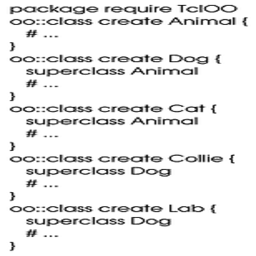 package require TclOO
oo::class create Animal {
# ...
}
oo::class create Dog {
superclass Animal
# ...
}
oo::class create Cat {
superclass Animal
# ...
}
oo::class create Collie {
superclass Dog
# ...
}
oo::class create Lab {
superclass Dog
# ...
}